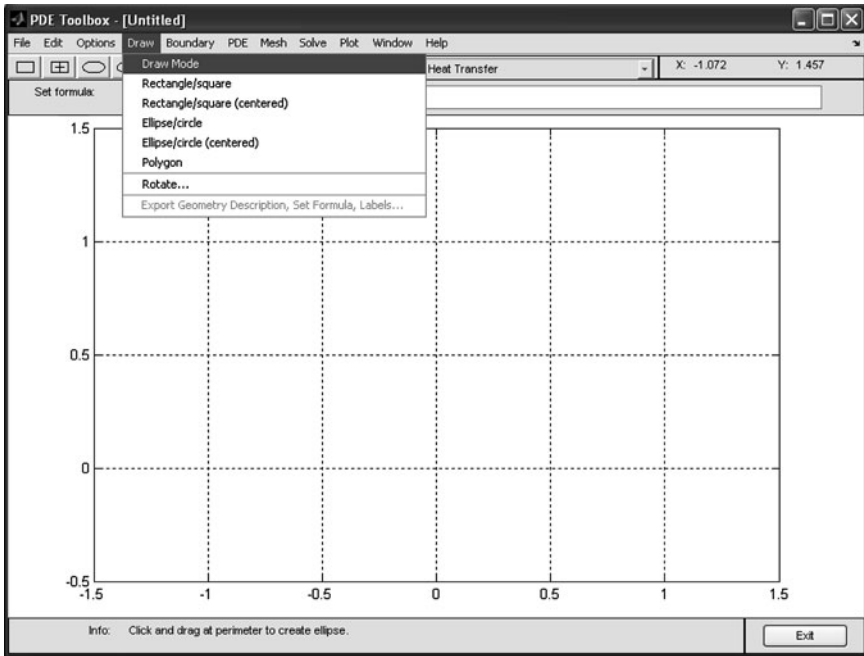 PDE Toolbox - [Untitled]
File Edit Options Draw Boundary PDE Mesh Solve Plot Window Help
Draw Mode
Heat Transfer
X: -1.072 Y: 1.457
Rectangle/square
Set formula:
Rectangle/square (centered)
Ellipse/circle
Ellipse/circle (centered)
Polygon
Rotate...
Export Geometry Description, Set Formula, Labels...
1.5
1
0.5
0
-0.5
-1.5 -1 -0.5 0 0.5 1 1.5
Info: Click and drag at perimeter to create ellipse.
Exit